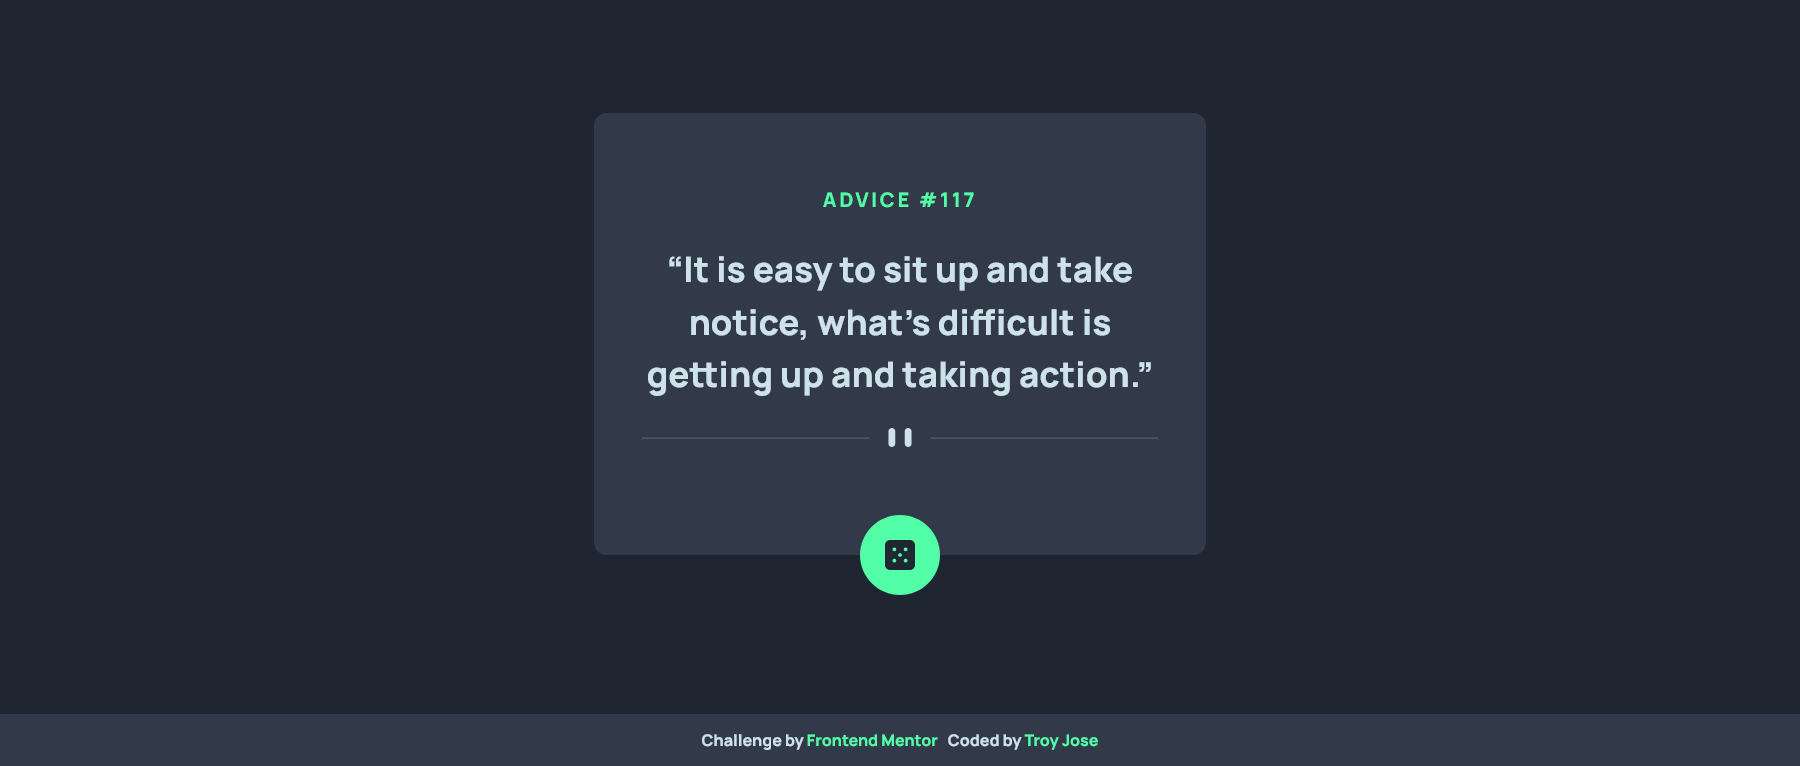 ADVICE #117
“It is easy to sit up and take
notice, what’s difficult is
getting up and taking action.”
Challenge by Frontend Mentor Coded by Troy Jose